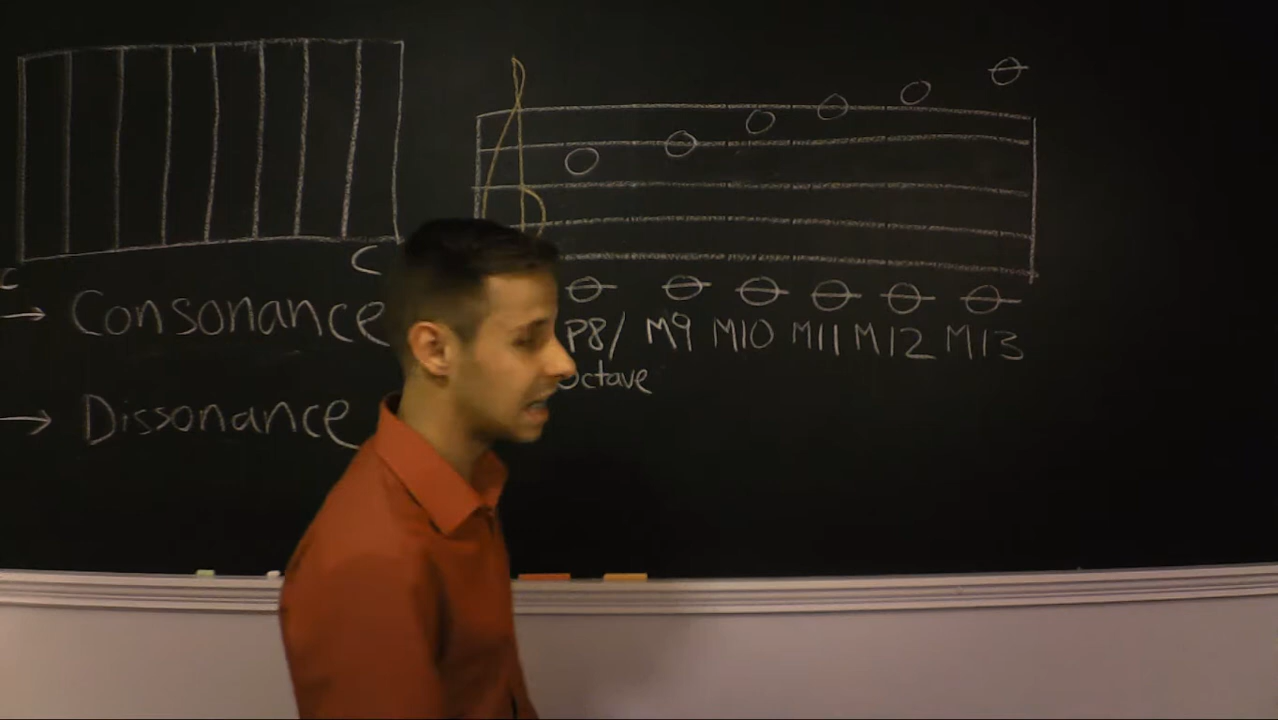 C
C
→ Consonance
→ Dissonance
P8/ M9 M10 M11 M12 M13
Octave